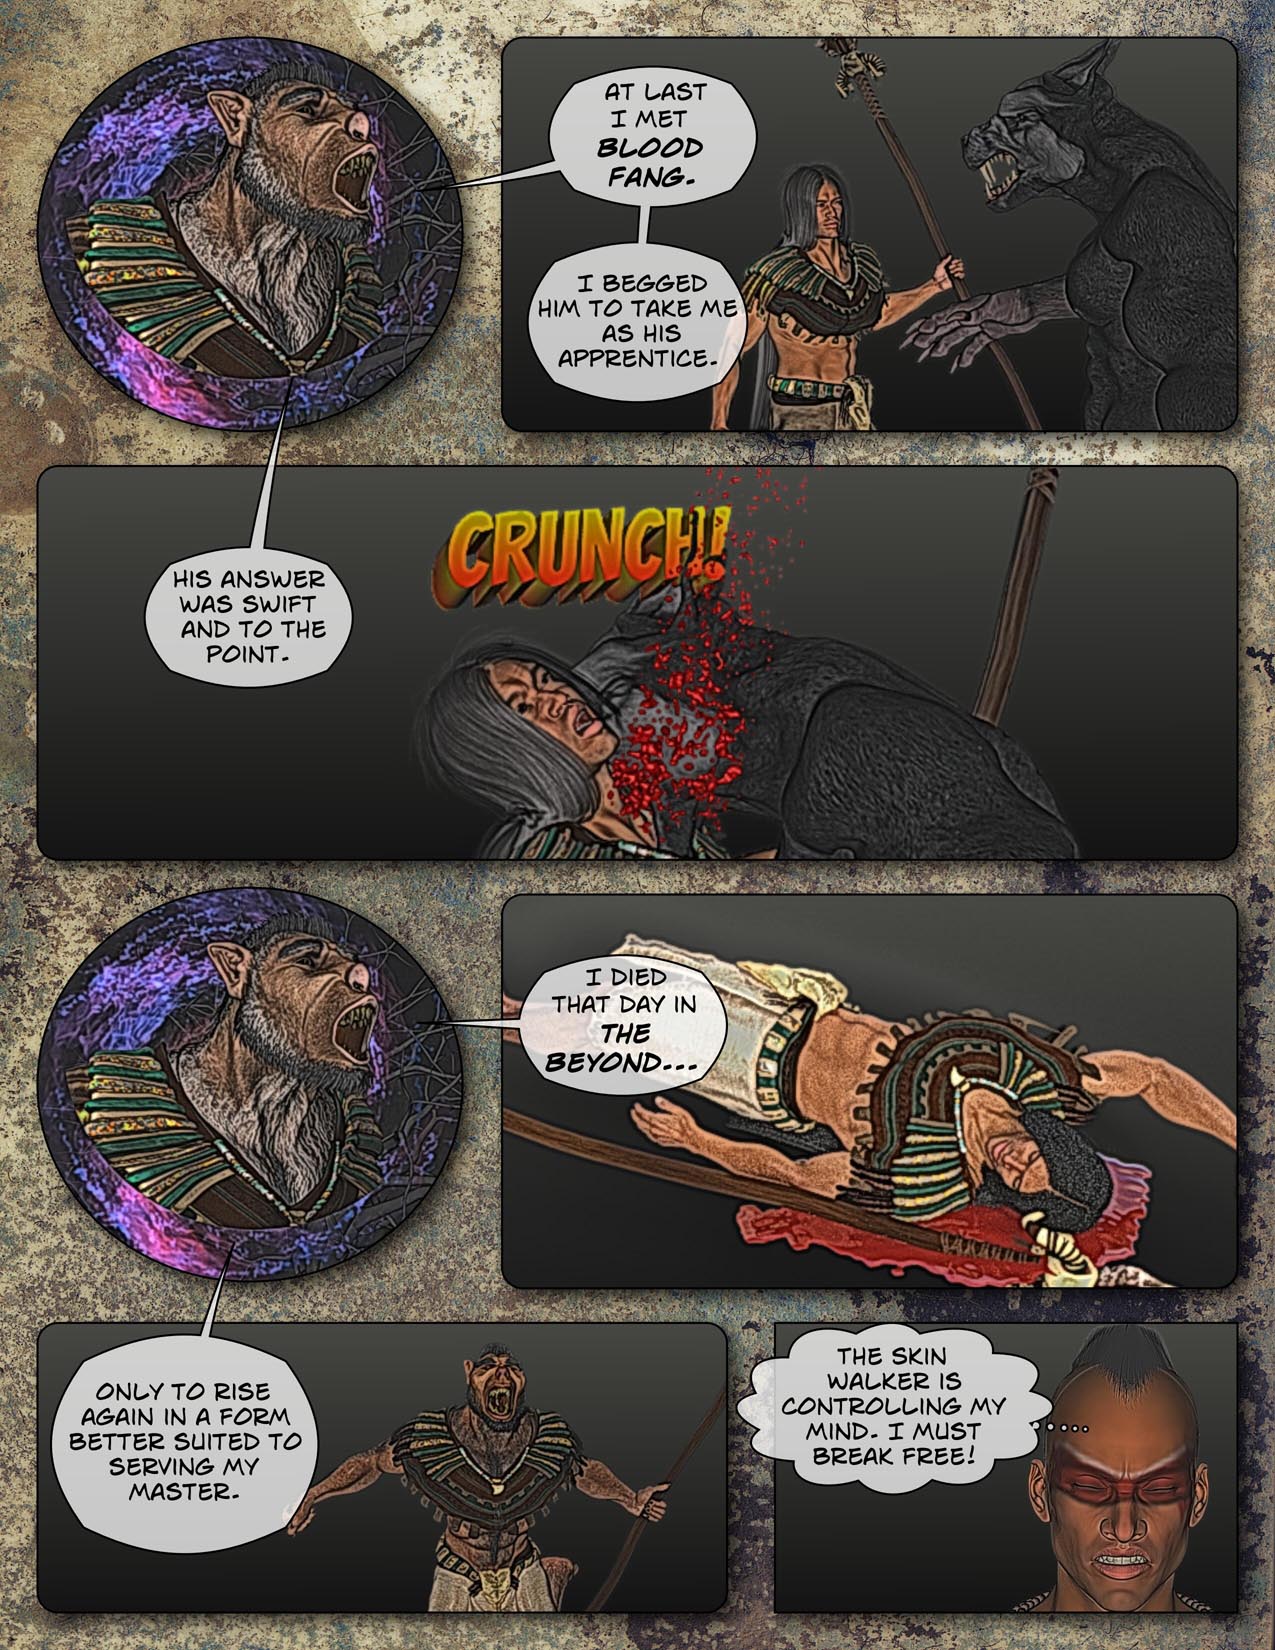 AT LAST
I MET
BLOOD
FANG.
I BEGGED
HIM TO TAKE ME
AS HIS
APPRENTICE.
CRUNCH!
HIS ANSWER
WAS SWIFT
AND TO THE
POINT.
I DIED
THAT DAY IN
THE
BEYOND...
ONLY TO RISE
AGAIN IN A FORM
BETTER SUITED TO
SERVING MY
MASTER.
THE SKIN
WALKER IS
CONTROLLING MY
MIND. I MUST
BREAK FREE!